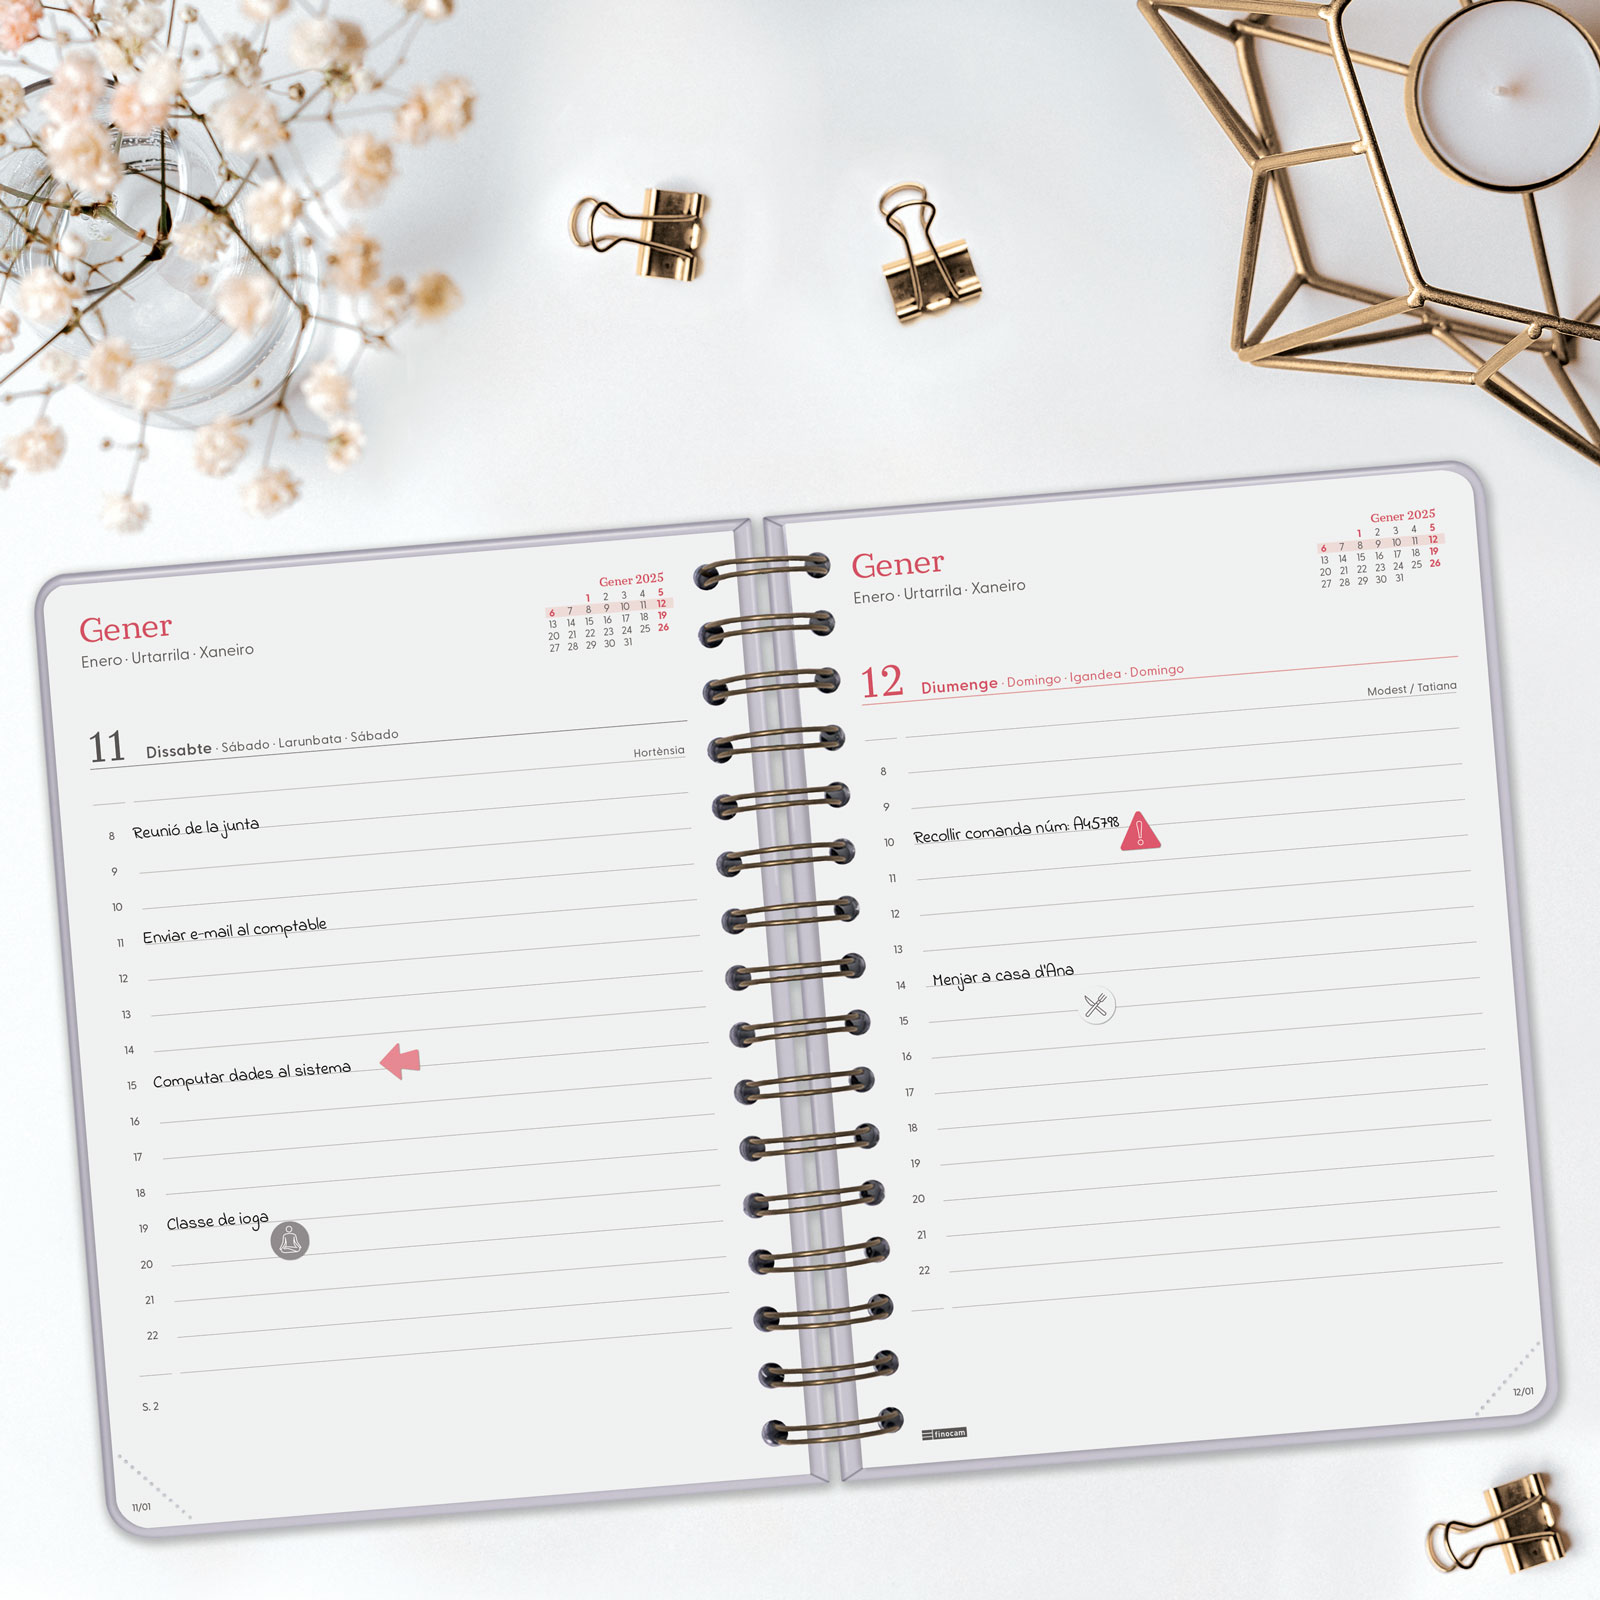 Gener
Enero · Urtarrila · Xaneiro
Gener 2025
1 2 3 4 5
6 7 8 9 10 11 12
13 14 15 16 17 18 19
20 21 22 23 24 25 26
27 28 29 30 31
11 Dissabte · Sábado · Larunbata · Sábado
Hortènsia
8 Reunió de la junta
9
10
11 Enviar e-mail al comptable
12
13
14
15 Computar dades al sistema
16
17
18
19 Classe de ioga
20
21
22
S. 2
11/01
Gener
Enero · Urtarrila · Xaneiro
Gener 2025
1 2 3 4 5
6 7 8 9 10 11 12
13 14 15 16 17 18 19
20 21 22 23 24 25 26
27 28 29 30 31
12 Diumenge · Domingo · Igandea · Domingo
Modest / Tatiana
8
9
10 Recollir comanda núm: A45798
11
12
13
14 Menjar a casa d'Ana
15
16
17
18
19
20
21
22
finocam
12/01